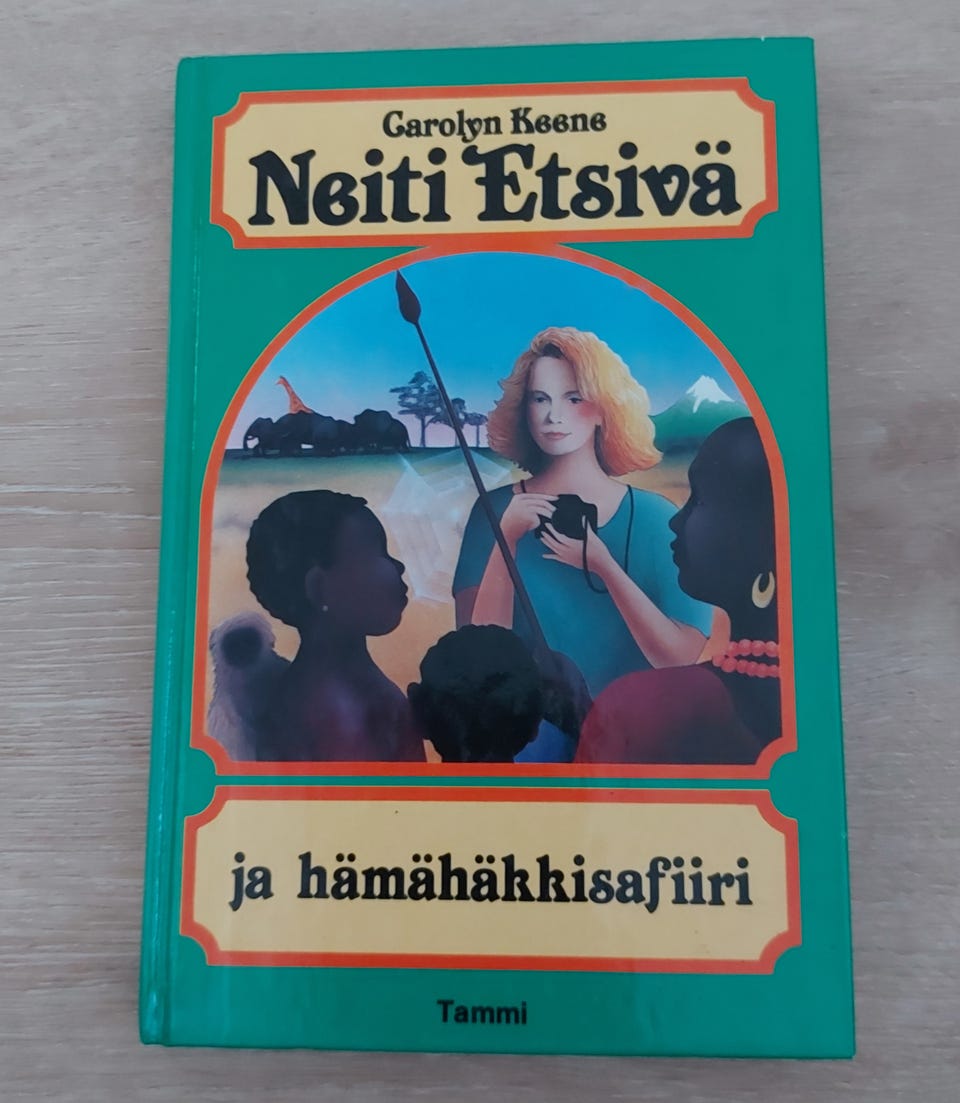 Carolyn Keene
Neiti Etsivä
ja hämähäkkisafiiri
Tammi